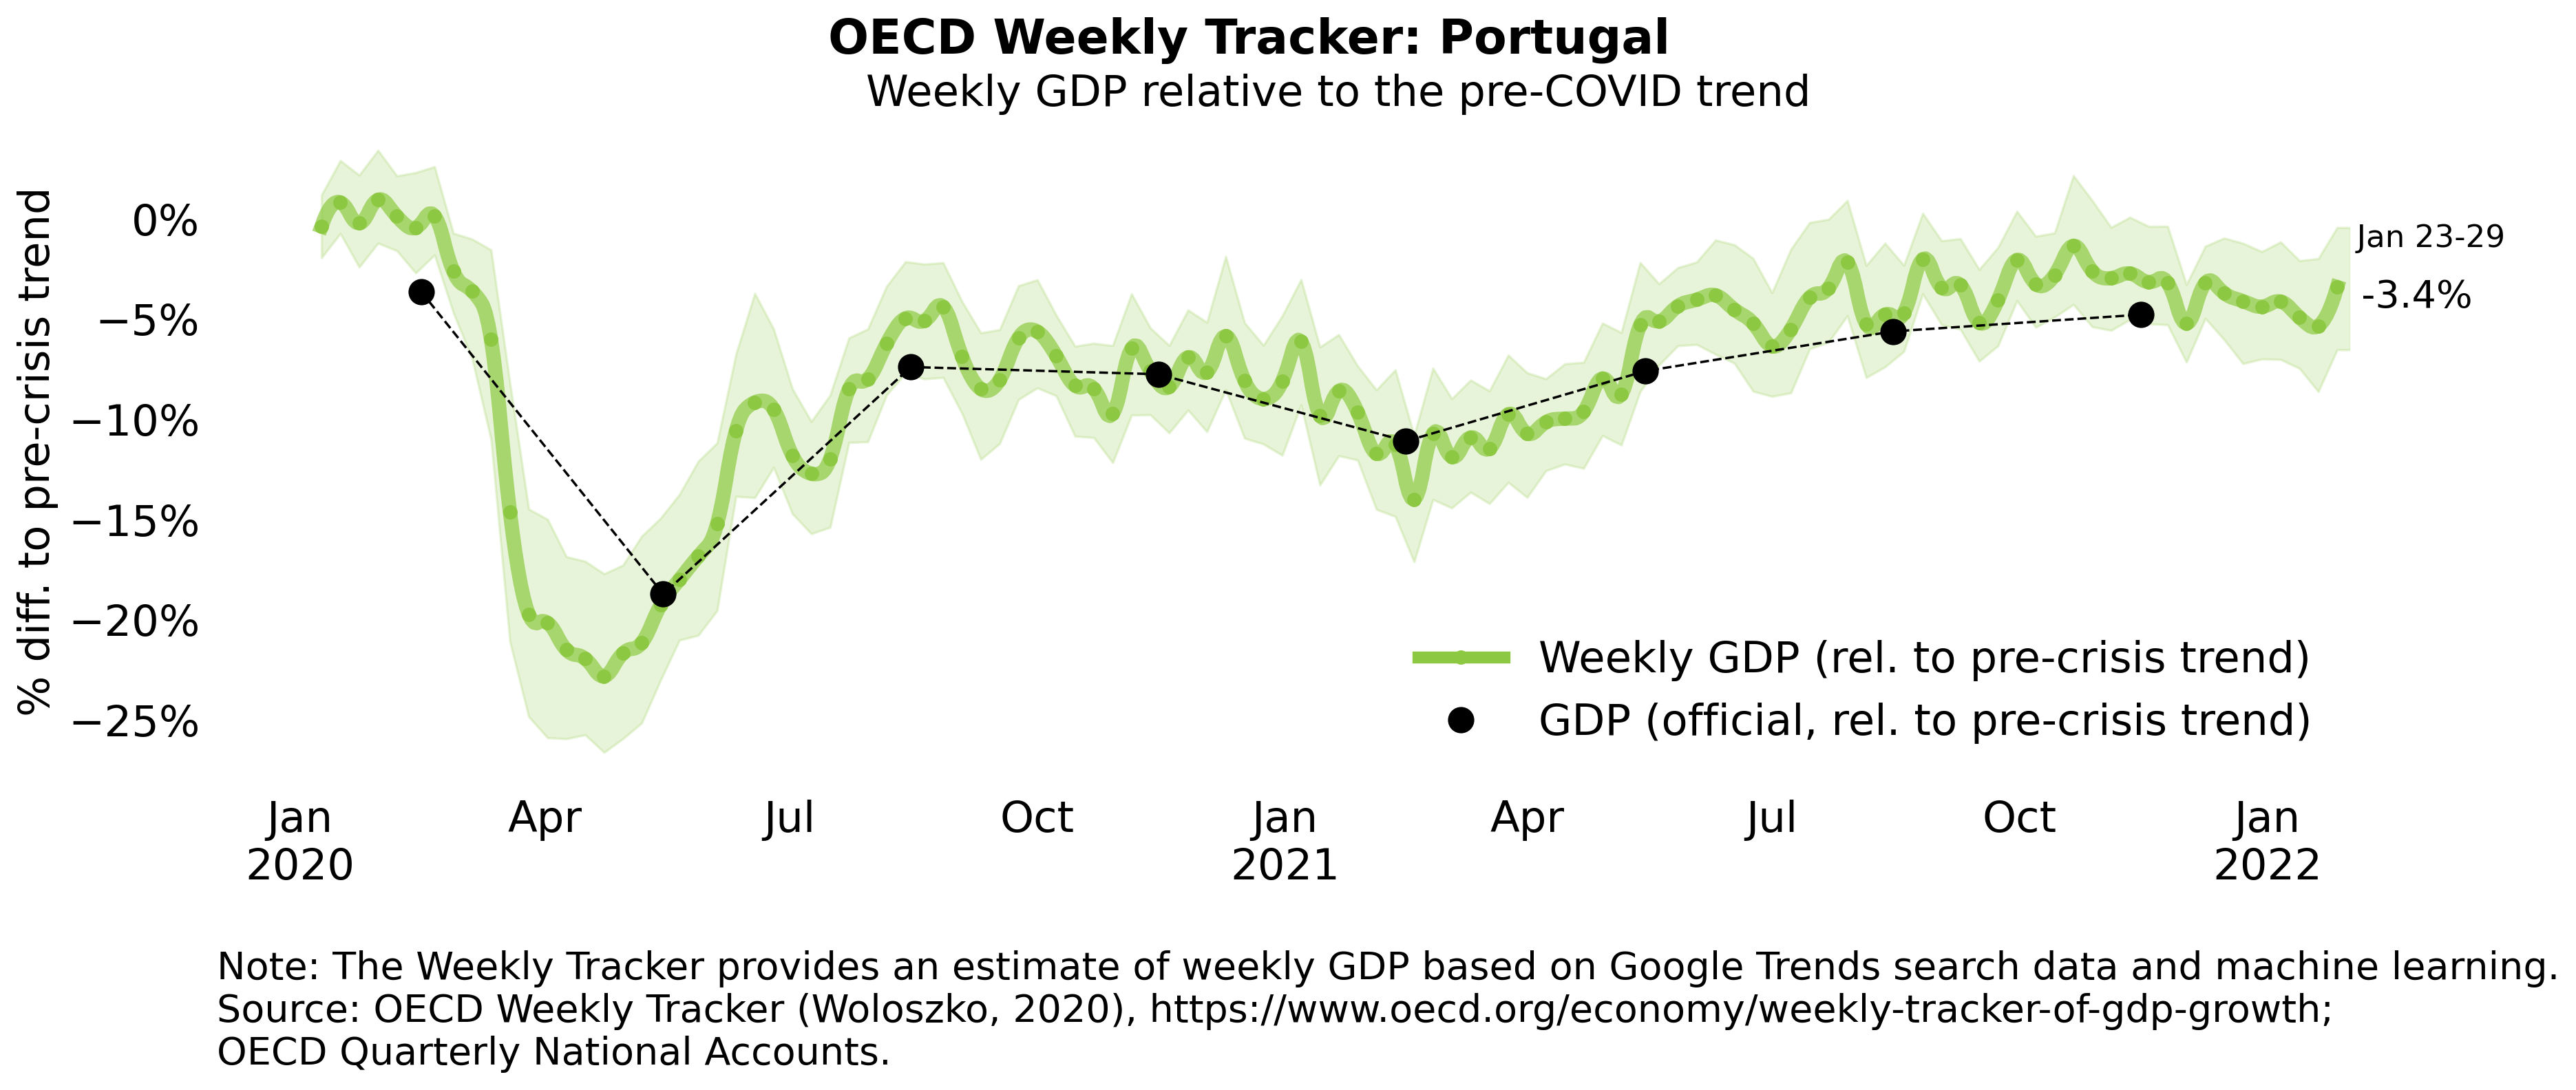 OECD Weekly Tracker: Portugal
Weekly GDP relative to the pre-COVID trend
% diff. to pre-crisis trend
0%
−5%
−10%
−15%
−20%
−25%
Jan 23-29
-3.4%
Weekly GDP (rel. to pre-crisis trend)
GDP (official, rel. to pre-crisis trend)
Jan Apr Jul Oct Jan Apr Jul Oct Jan
2020 2021 2022
Note: The Weekly Tracker provides an estimate of weekly GDP based on Google Trends search data and machine learning.
Source: OECD Weekly Tracker (Woloszko, 2020), https://www.oecd.org/economy/weekly-tracker-of-gdp-growth;
OECD Quarterly National Accounts.